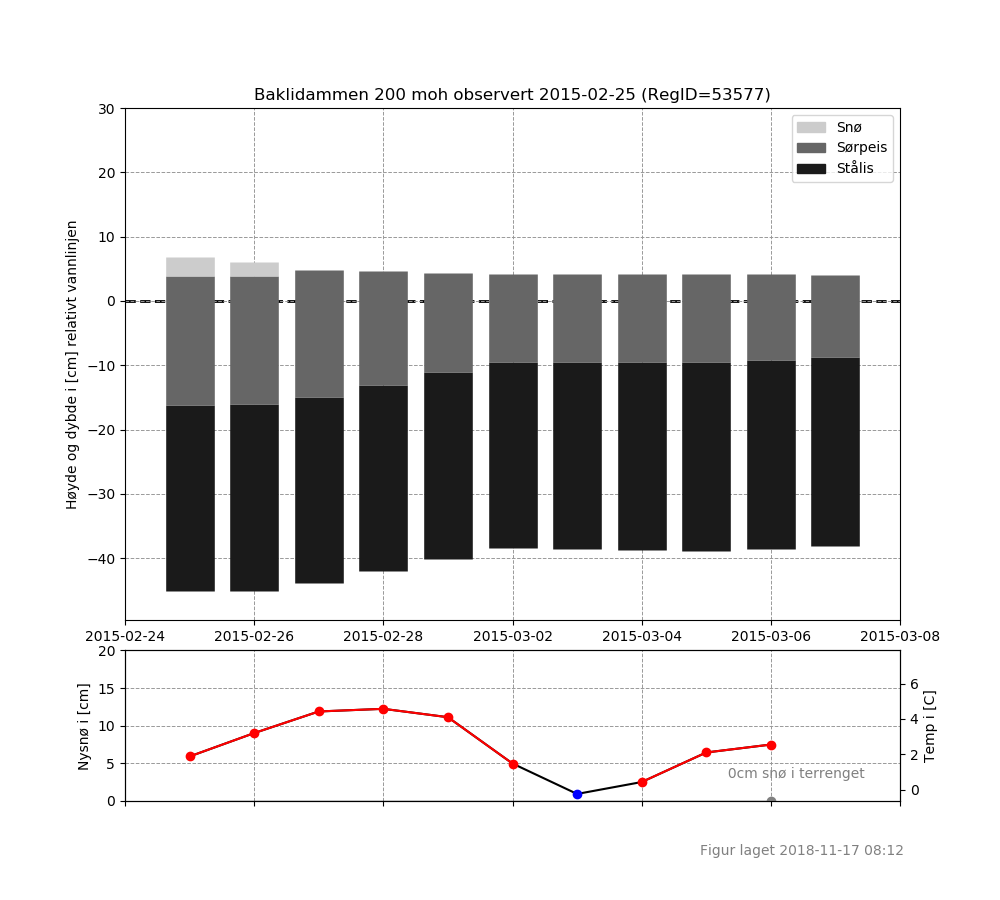 Baklidammen 200 moh observert 2015-02-25 (RegID=53577)
Høyde og dybde i [cm] relativt vannlinjen
30
20
10
0
−10
−20
−30
−40
Snø
Sørpeis
Stålis
2015-02-24
2015-02-26
2015-02-28
2015-03-02
2015-03-04
2015-03-06
2015-03-08
Nysnø i [cm]
20
15
10
5
0
6
4
2
0
Temp i [C]
0cm snø i terrenget
Figur laget 2018-11-17 08:12